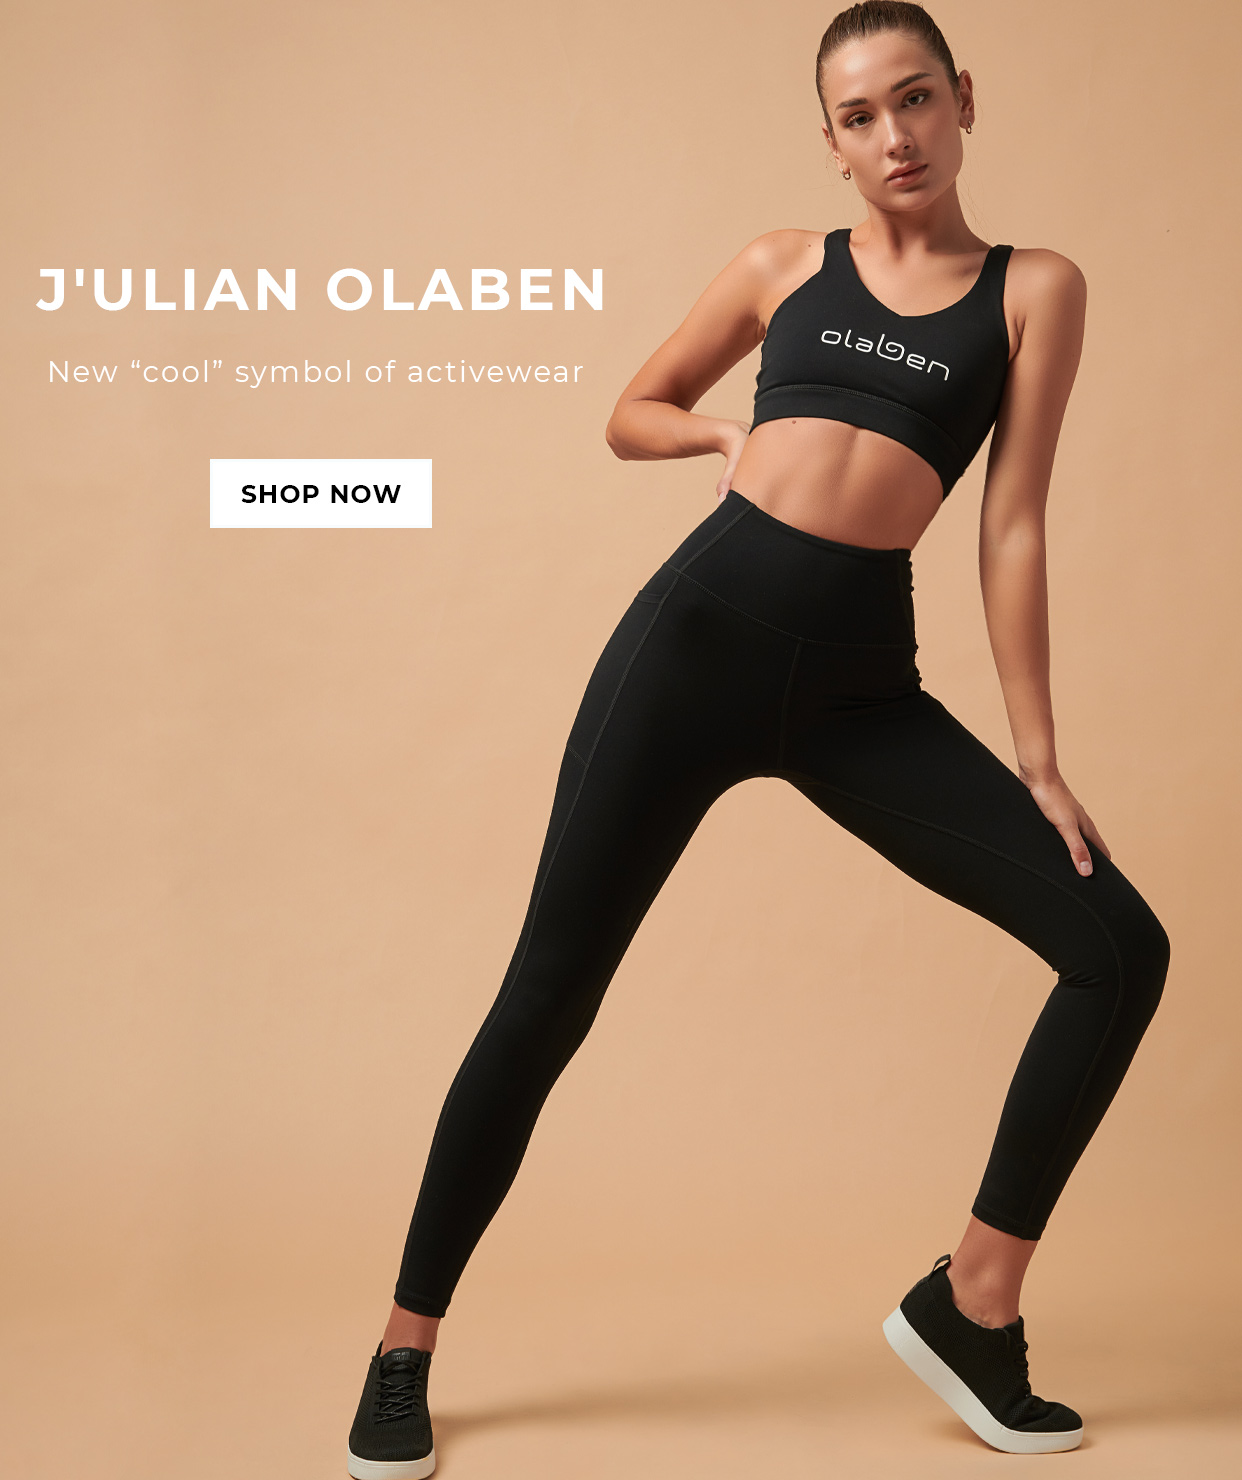 J'ULIAN OLABEN
New “cool” symbol of activewear
SHOP NOW
olaben